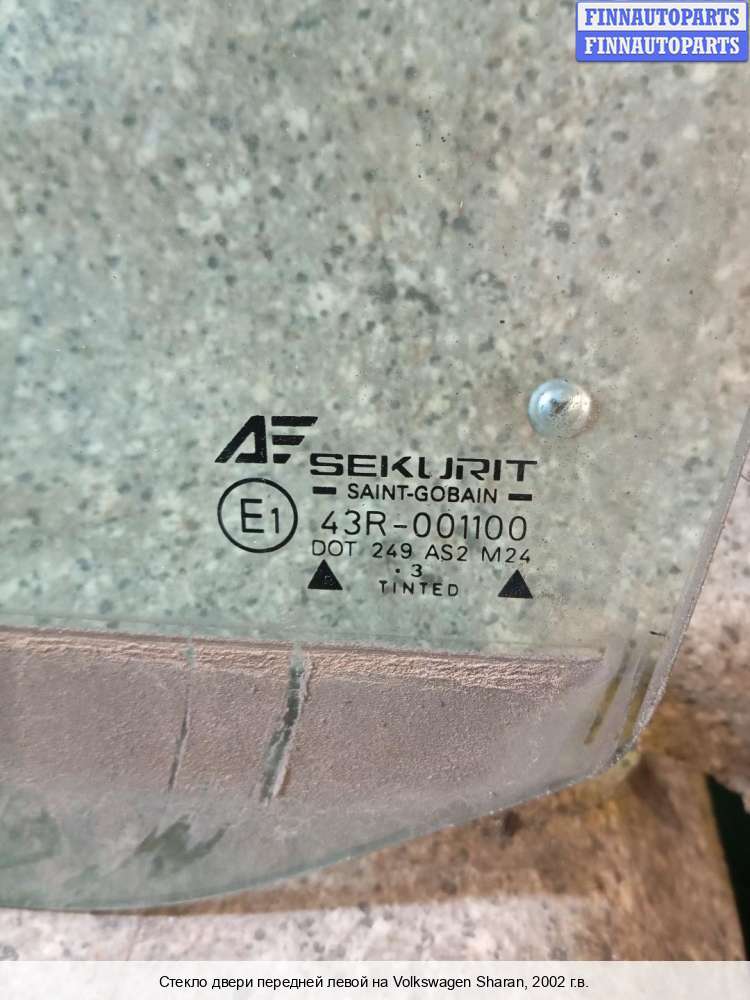 FINNAUTOPARTS
FINNAUTOPARTS
AF SEKURIT
SAINT-GOBAIN
E1 43R-001100
DOT 249 AS2 M24
. 3
TINTED
Стекло двери передней левой на Volkswagen Sharan, 2002 г.в.